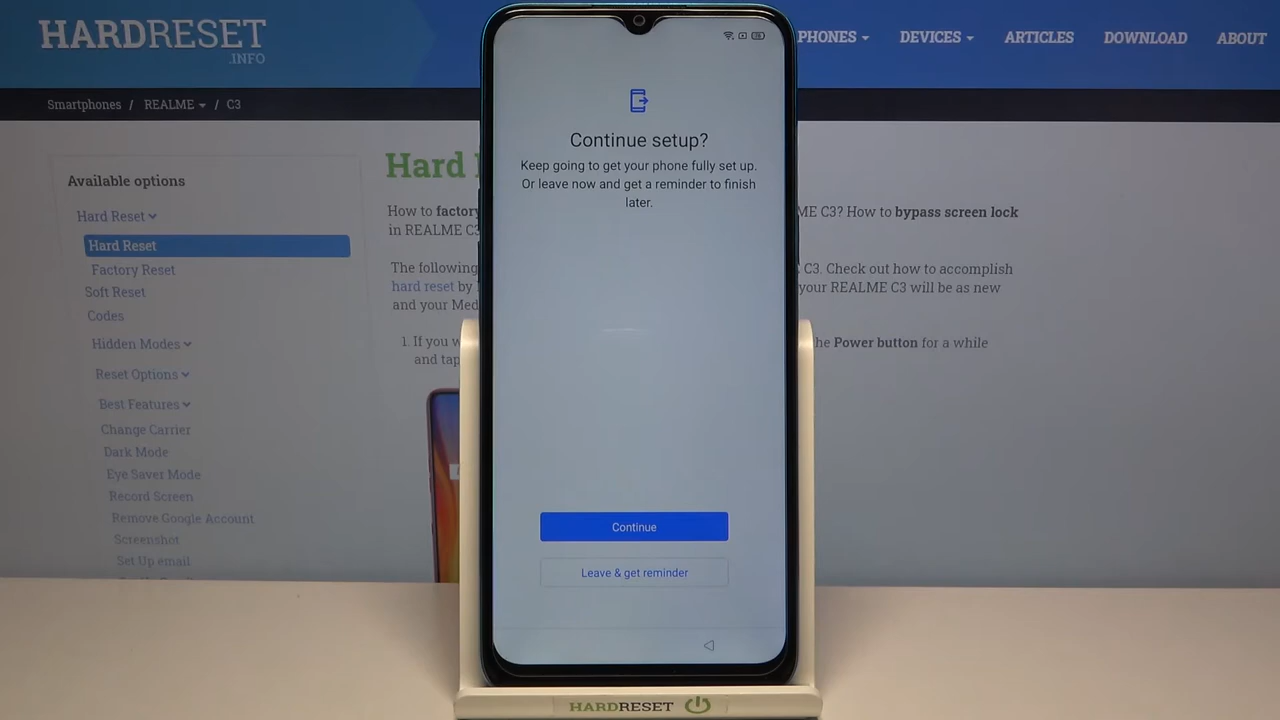 HARDRESET
.INFO
PHONES
DEVICES
ARTICLES
DOWNLOAD
ABOUT
Smartphones / REALME / C3
Available options
Hard Reset
Hard Reset
Factory Reset
Soft Reset
Codes
Hidden Modes
Reset Options
Best Features
Change Carrier
Dark Mode
Eye Saver Mode
Record Screen
Remove Google Account
Screenshot
Set Up email
Hard
How to factory
ME C3? How to bypass screen lock
in REALME C3
The following
C3. Check out how to accomplish
hard reset by
your REALME C3 will be as new
and your Med
1. If you w
he Power button for a while
and tap
Continue setup?
Keep going to get your phone fully set up.
Or leave now and get a reminder to finish
later.
Continue
Leave & get reminder
HARDRESET